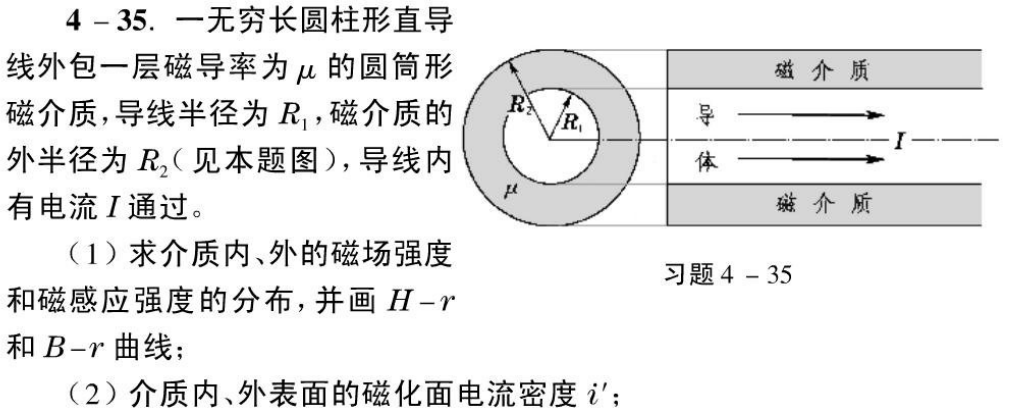 4-35. 一无穷长圆柱形直导
线外包一层磁导率为 μ 的圆筒形
磁介质,导线半径为 R₁,磁介质的
外半径为 R₂(见本题图),导线内
有电流 I 通过。
(1)求介质内、外的磁场强度
和磁感应强度的分布,并画 H-r
和 B-r 曲线;
(2)介质内、外表面的磁化面电流密度 i′;
R₂
R₁
μ
磁介质
导
体
I
磁介质
习题 4-35